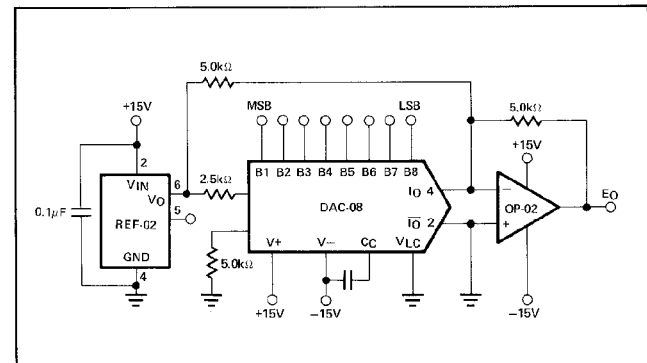 5.0kΩ
+15V
MSB
LSB
5.0kΩ
+15V
2
VIN
6
VO
2.5kΩ
B1 B2 B3 B4 B5 B6 B7 B8
IO 4
−
EO
0.1μF
REF-02
5
DAC-08
IO 2
+
OP-02
GND
4
5.0kΩ
V+
V−
CC
VLC
+15V
−15V
−15V